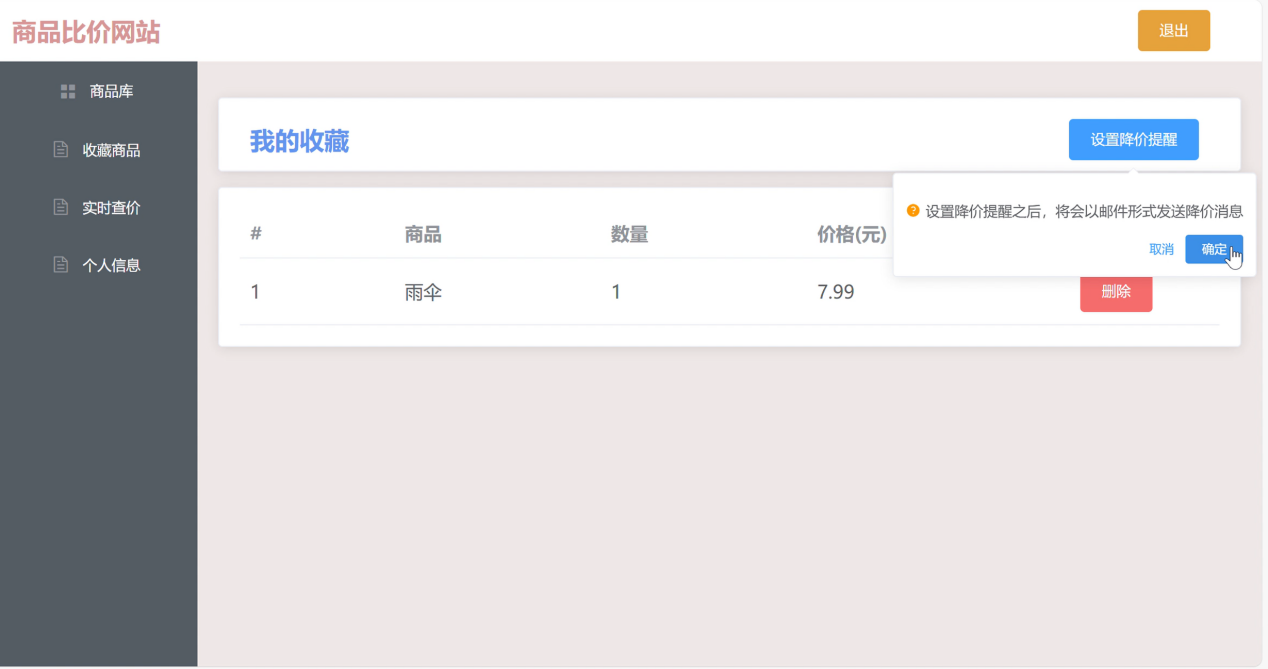 商品比价网站
退出
商品库
收藏商品
实时查价
个人信息
我的收藏
设置降价提醒
设置降价提醒之后，将会以邮件形式发送降价消息
取消 确定
# 商品 数量 价格(元)
1 雨伞 1 7.99 删除